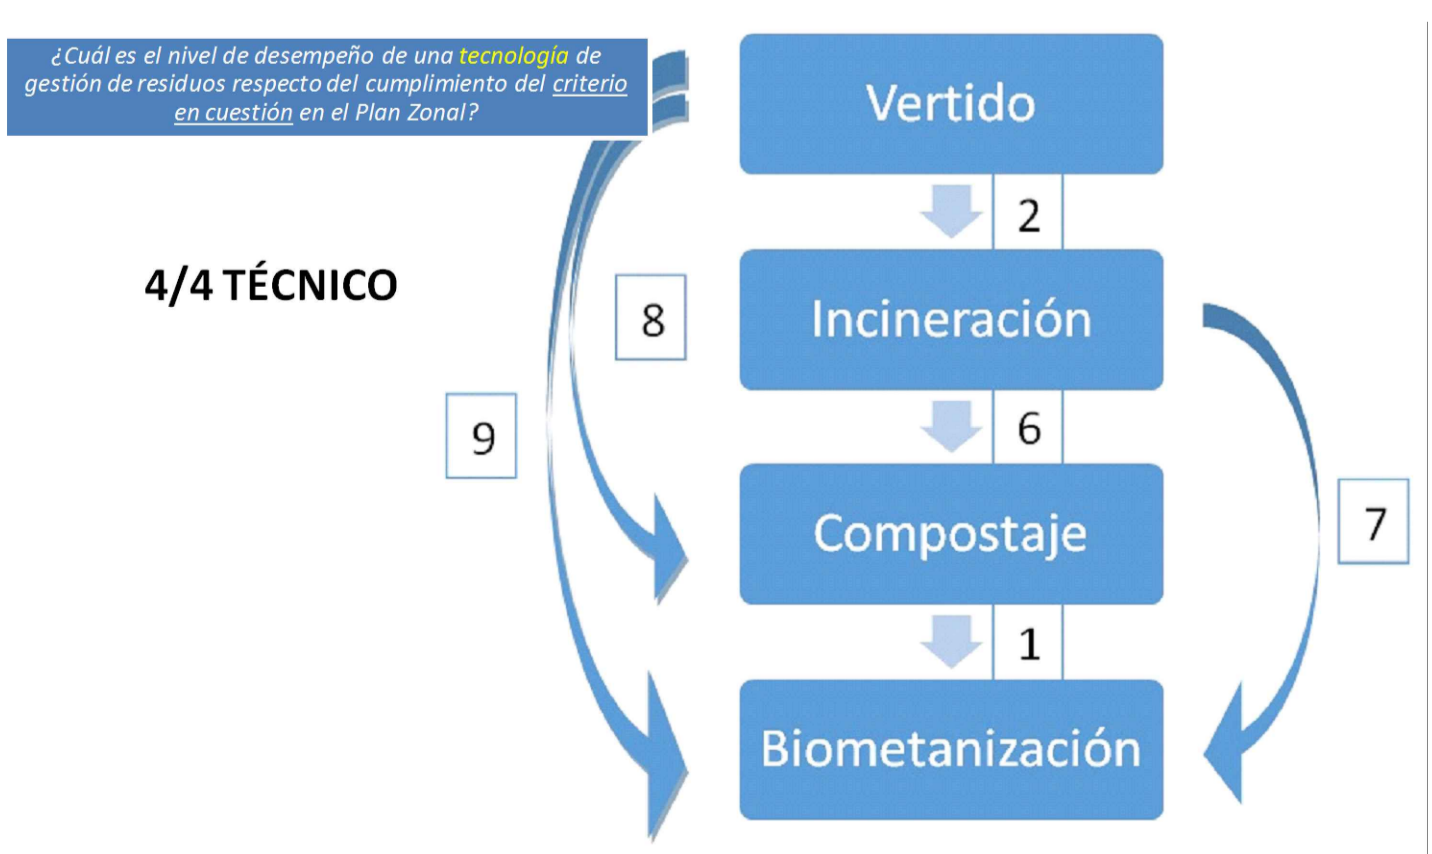 ¿Cuál es el nivel de desempeño de una tecnología de
gestión de residuos respecto del cumplimiento del criterio
en cuestión en el Plan Zonal?
Vertido
2
4/4 TÉCNICO
8
Incineración
9
6
Compostaje
7
1
Biometanización